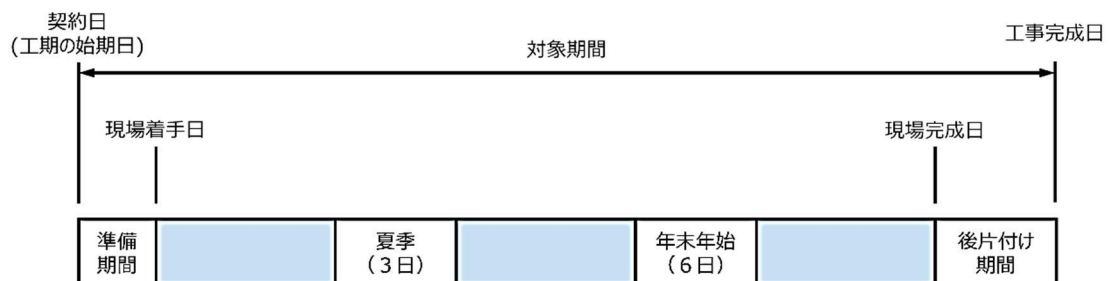 契約日
(工期の始期日)
対象期間
工事完成日
現場着手日
現場完成日
準備
期間
夏季
(3日)
年末年始
(6日)
後片付け
期間